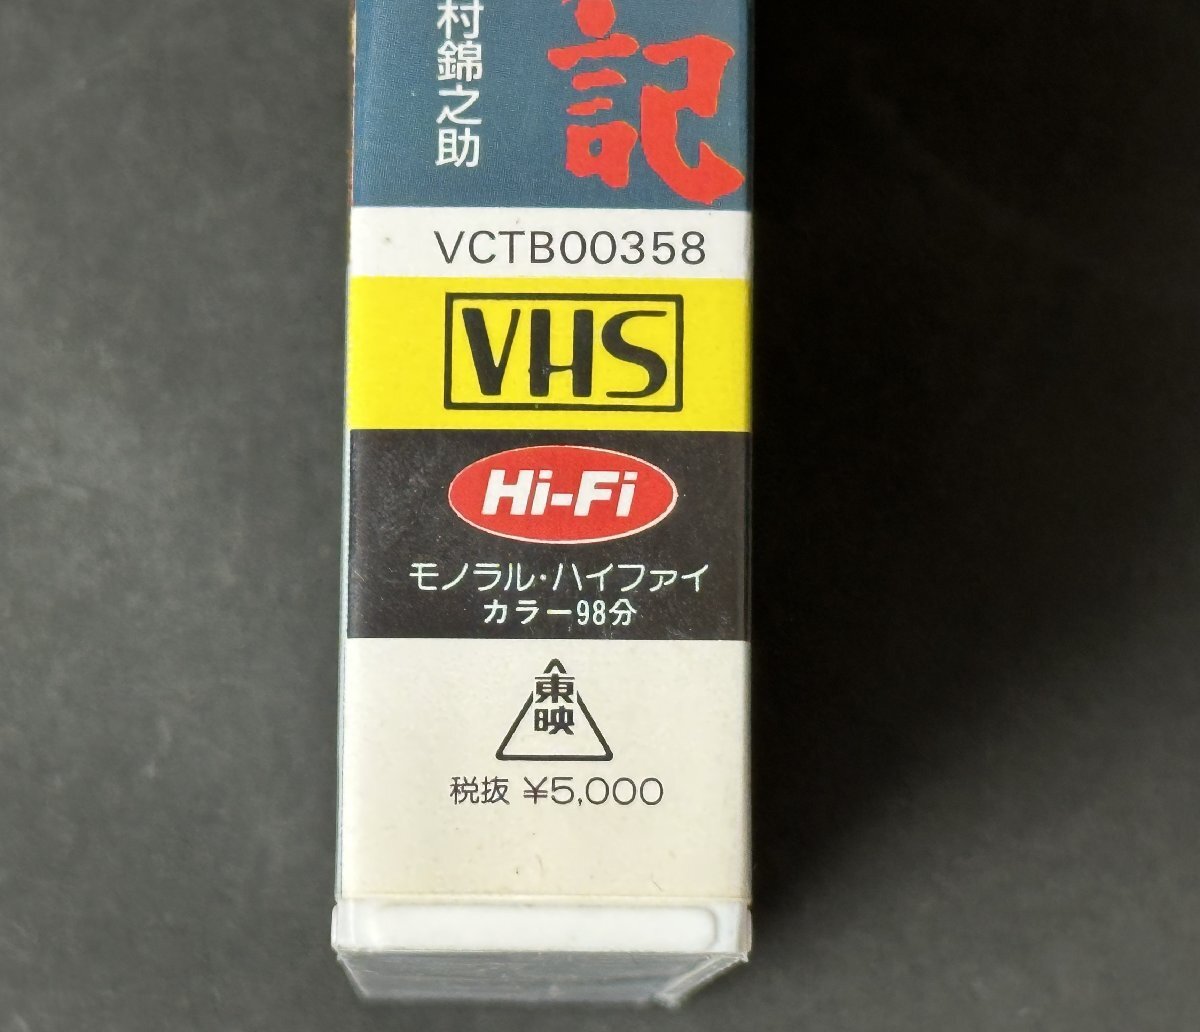 村錦之助
記
VCTB00358
VHS
Hi-Fi
モノラル・ハイファイ
カラー98分
東映
税抜 ¥5,000